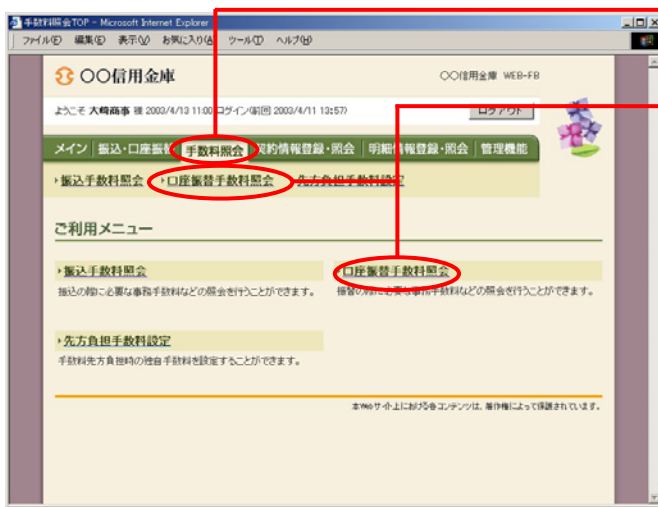 手数料照会TOP - Microsoft Internet Explorer
ファイル(F) 編集(E) 表示(V) お気に入り(A) ツール(T) ヘルプ(H)
〇〇信用金庫
〇〇信用金庫 WEB-FB
ようこそ 大崎商事 様 2003/4/13 11:00 ログイン(前回 2003/4/11 13:57)
ログアウト
メイン 振込・口座振替 手数料照会 契約情報登録・照会 明細情報登録・照会 管理機能
振込手数料照会 口座振替手数料照会 先方負担手数料設定
ご利用メニュー
振込手数料照会
振込の際に必要な事務手数料などの照会を行うことができます。
口座振替手数料照会
振替の際に必要な事務手数料などの照会を行うことができます。
先方負担手数料設定
手数料先方負担時の独自手数料を設定することができます。
本Webサイト上における各コンテンツは、著作権によって保護されています。